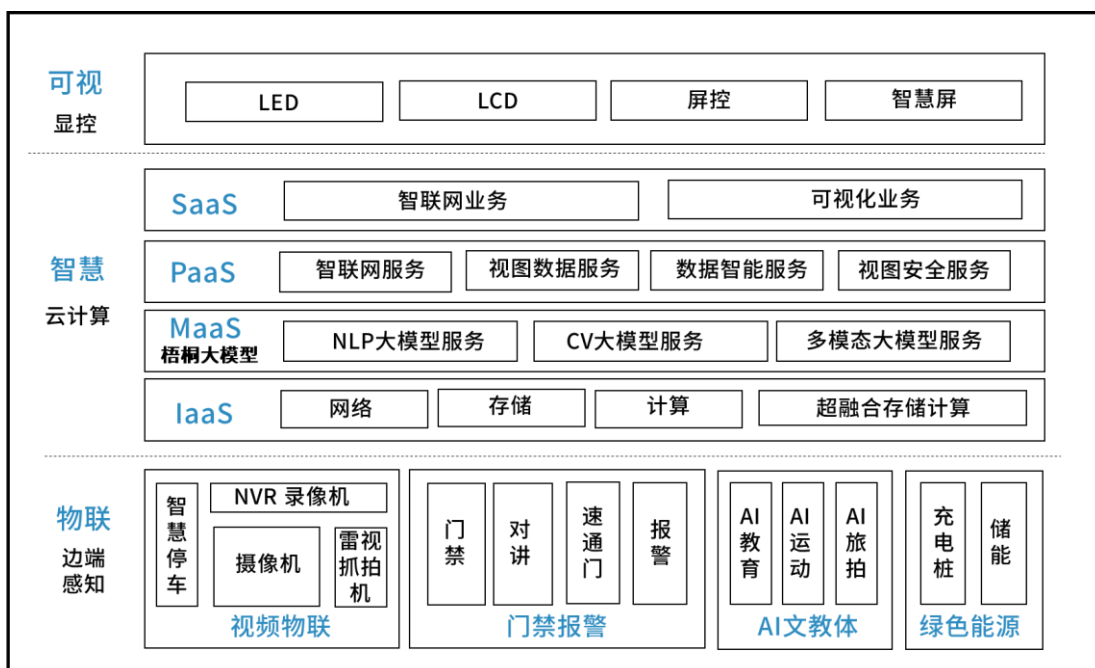 可视
显控
LED
LCD
屏控
智慧屏
智慧
云计算
SaaS
智联网业务
可视化业务
PaaS
智联网服务
视图数据服务
数据智能服务
视图安全服务
MaaS
梧桐大模型
NLP大模型服务
CV大模型服务
多模态大模型服务
IaaS
网络
存储
计算
超融合存储计算
物联
边端
感知
智慧停车
NVR 录像机
摄像机
雷视
抓拍
机
视频物联
门禁
对讲
速通门
报警
门禁报警
AI教育
AI运动
AI旅拍
AI文教体
充电桩
储能
绿色能源